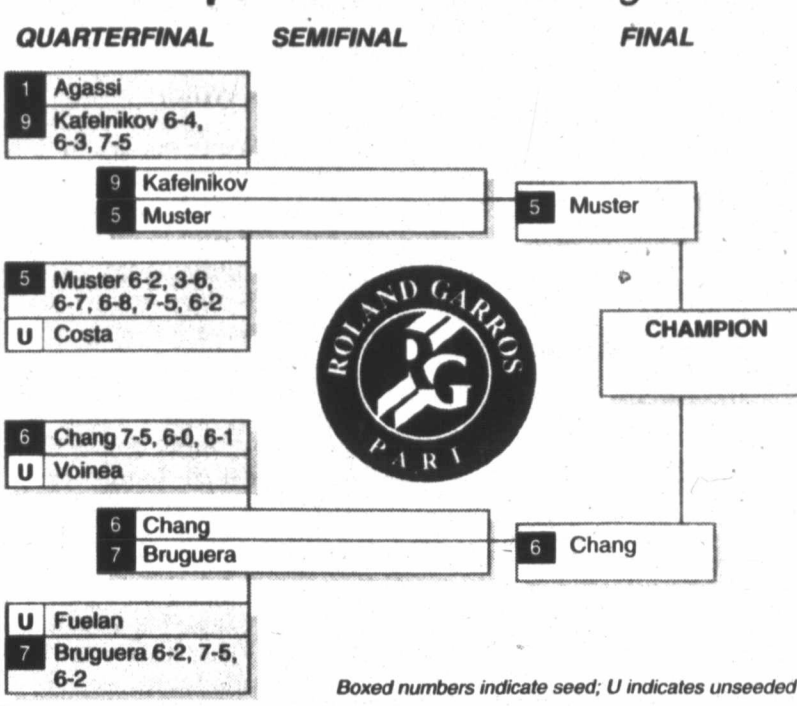 QUARTERFINAL SEMIFINAL FINAL
1 Agassi
9 Kafelnikov 6-4,
6-3, 7-5
9 Kafelnikov
5 Muster
5 Muster
5 Muster 6-2, 3-6,
6-7, 6-8, 7-5, 6-2
U Costa
ROLAND GARROS
RG
PARI
CHAMPION
6 Chang 7-5, 6-0, 6-1
U Voinea
6 Chang
7 Bruguera
6 Chang
U Fuelan
7 Bruguera 6-2, 7-5,
6-2
Boxed numbers indicate seed; U indicates unseeded